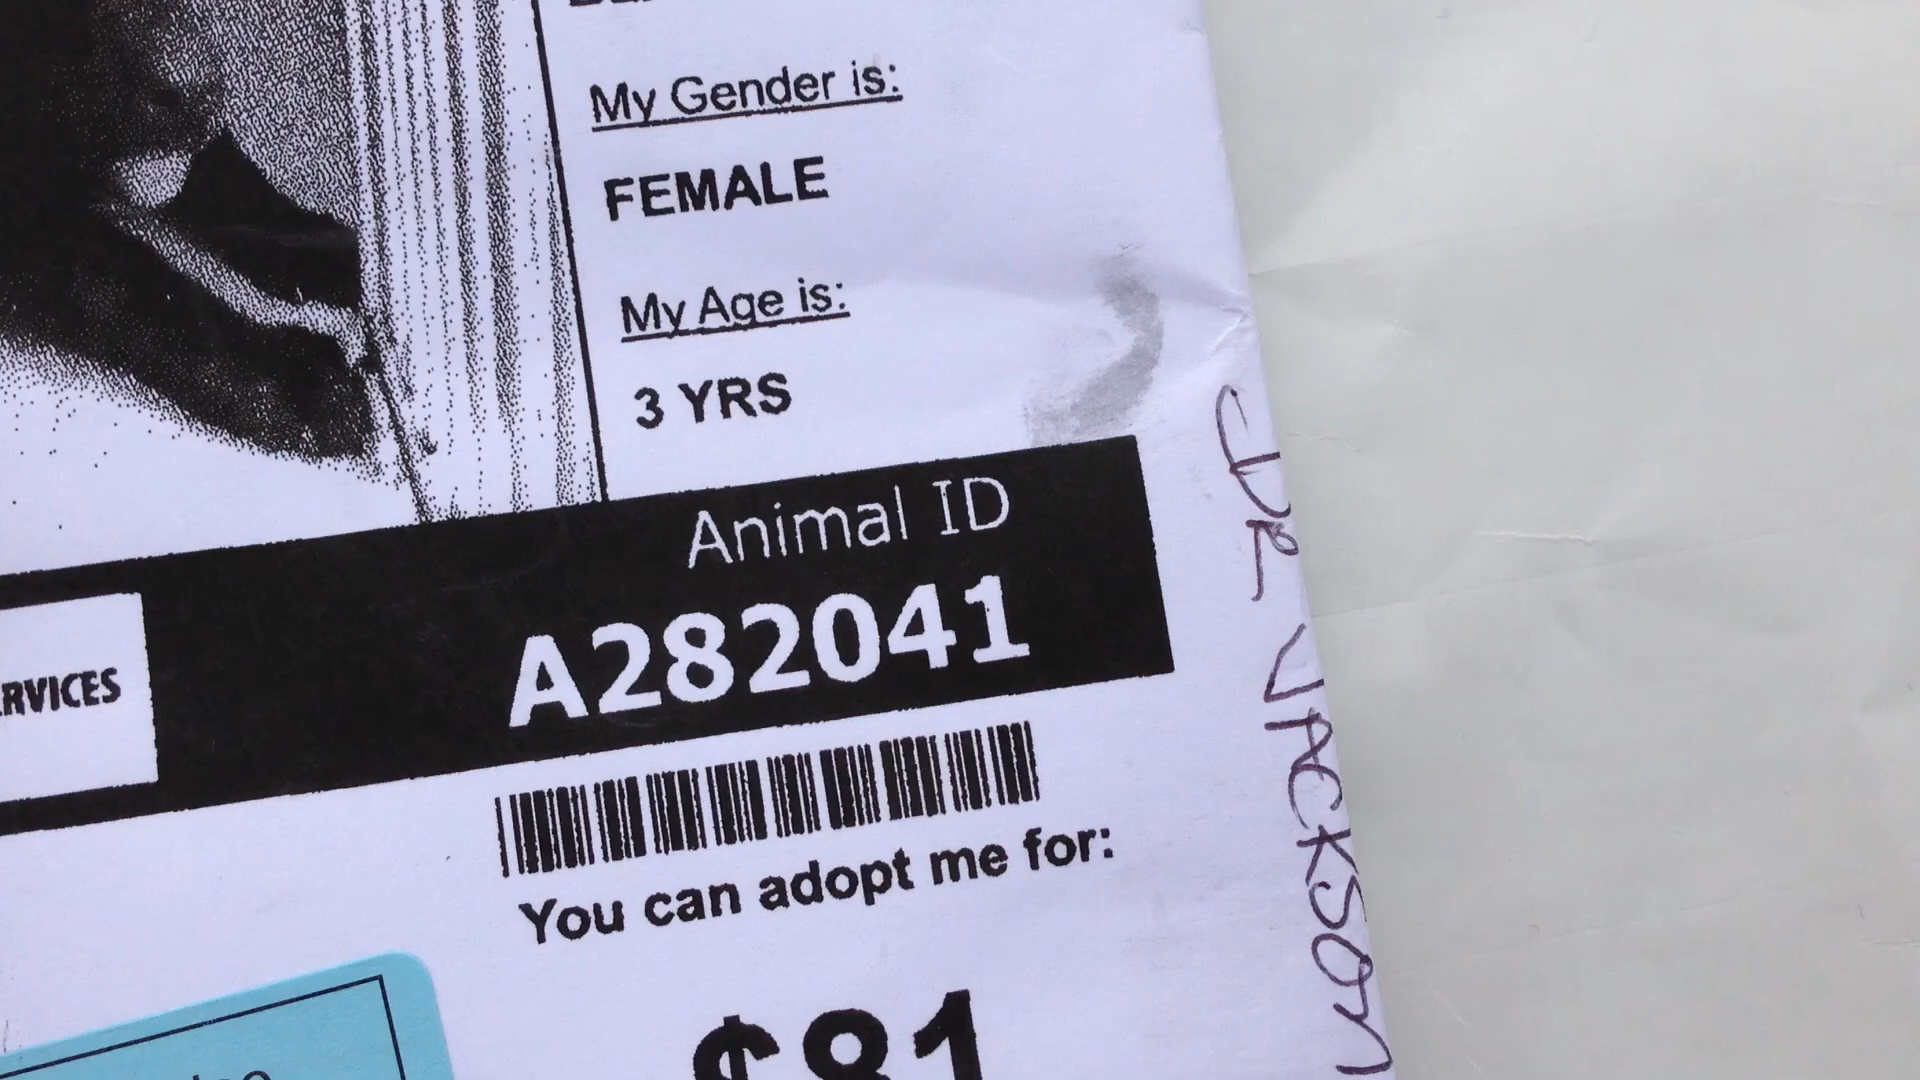 My Gender is:
FEMALE
My Age is:
3 YRS
Animal ID
A282041
RVICES
You can adopt me for:
$81
DR JACKSON